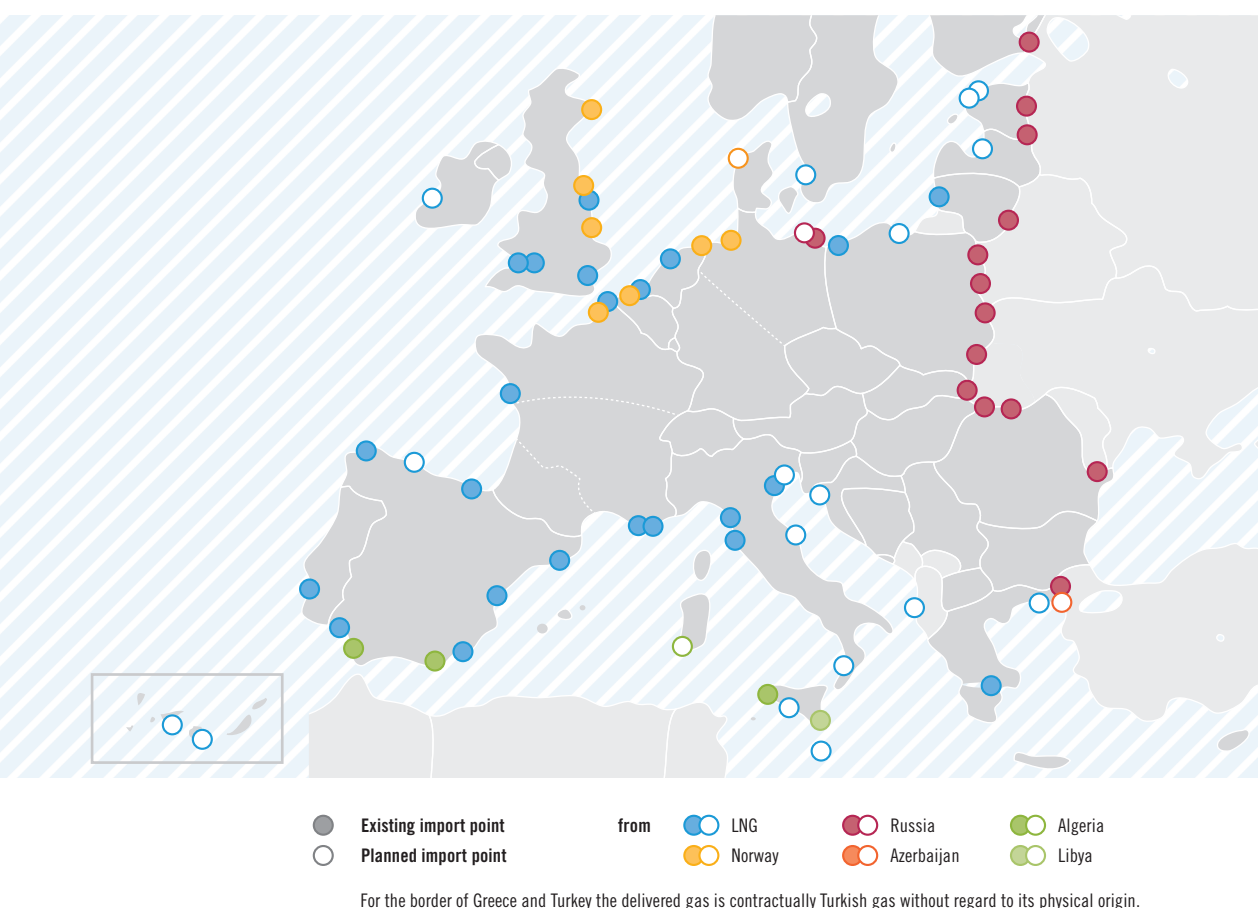 Existing import point from LNG Russia Algeria
Planned import point Norway Azerbaijan Libya
For the border of Greece and Turkey the delivered gas is contractually Turkish gas without regard to its physical origin.